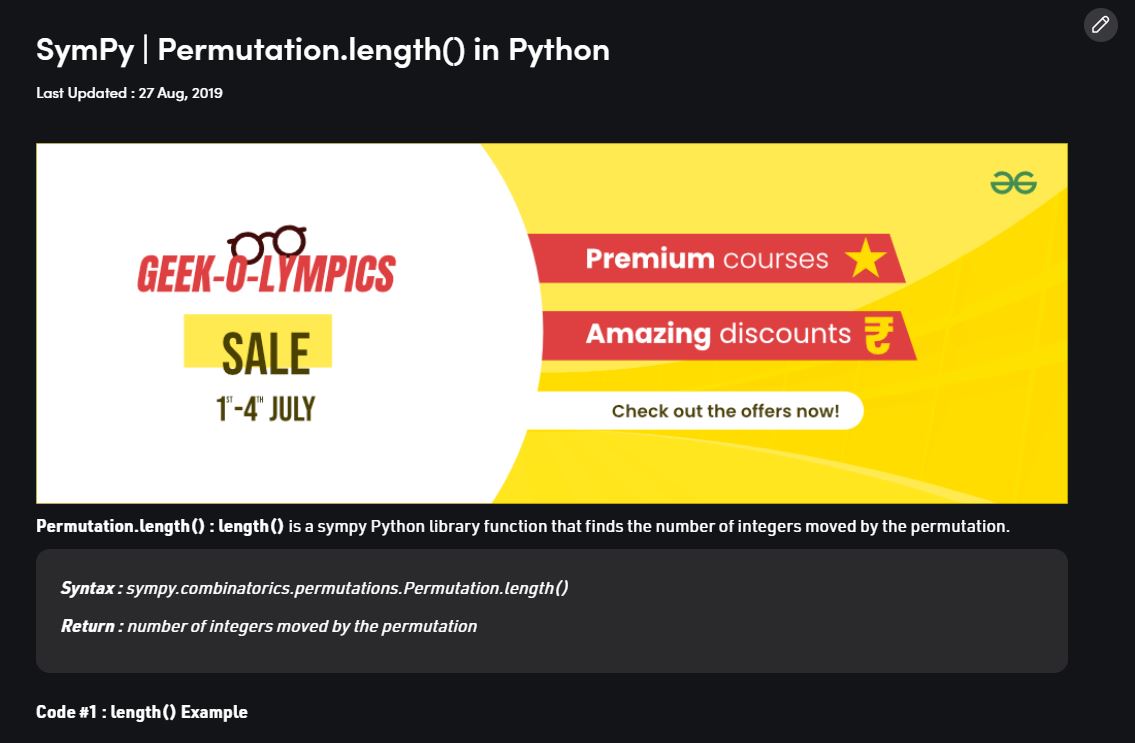 SymPy | Permutation.length() in Python
Last Updated : 27 Aug, 2019
GEEK-O-LYMPICS
SALE
1ST-4TH JULY
Premium courses
Amazing discounts
Check out the offers now!
Permutation.length() : length() is a sympy Python library function that finds the number of integers moved by the permutation.
Syntax : sympy.combinatorics.permutations.Permutation.length()
Return : number of integers moved by the permutation
Code #1 : length() Example